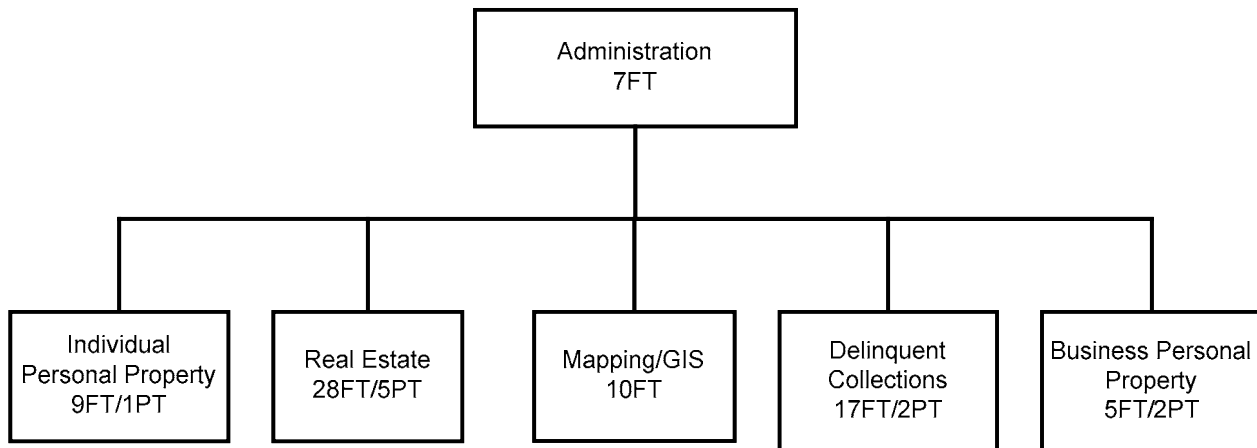 Administration
7FT
Individual
Personal Property
9FT/1PT
Real Estate
28FT/5PT
Mapping/GIS
10FT
Delinquent
Collections
17FT/2PT
Business Personal
Property
5FT/2PT